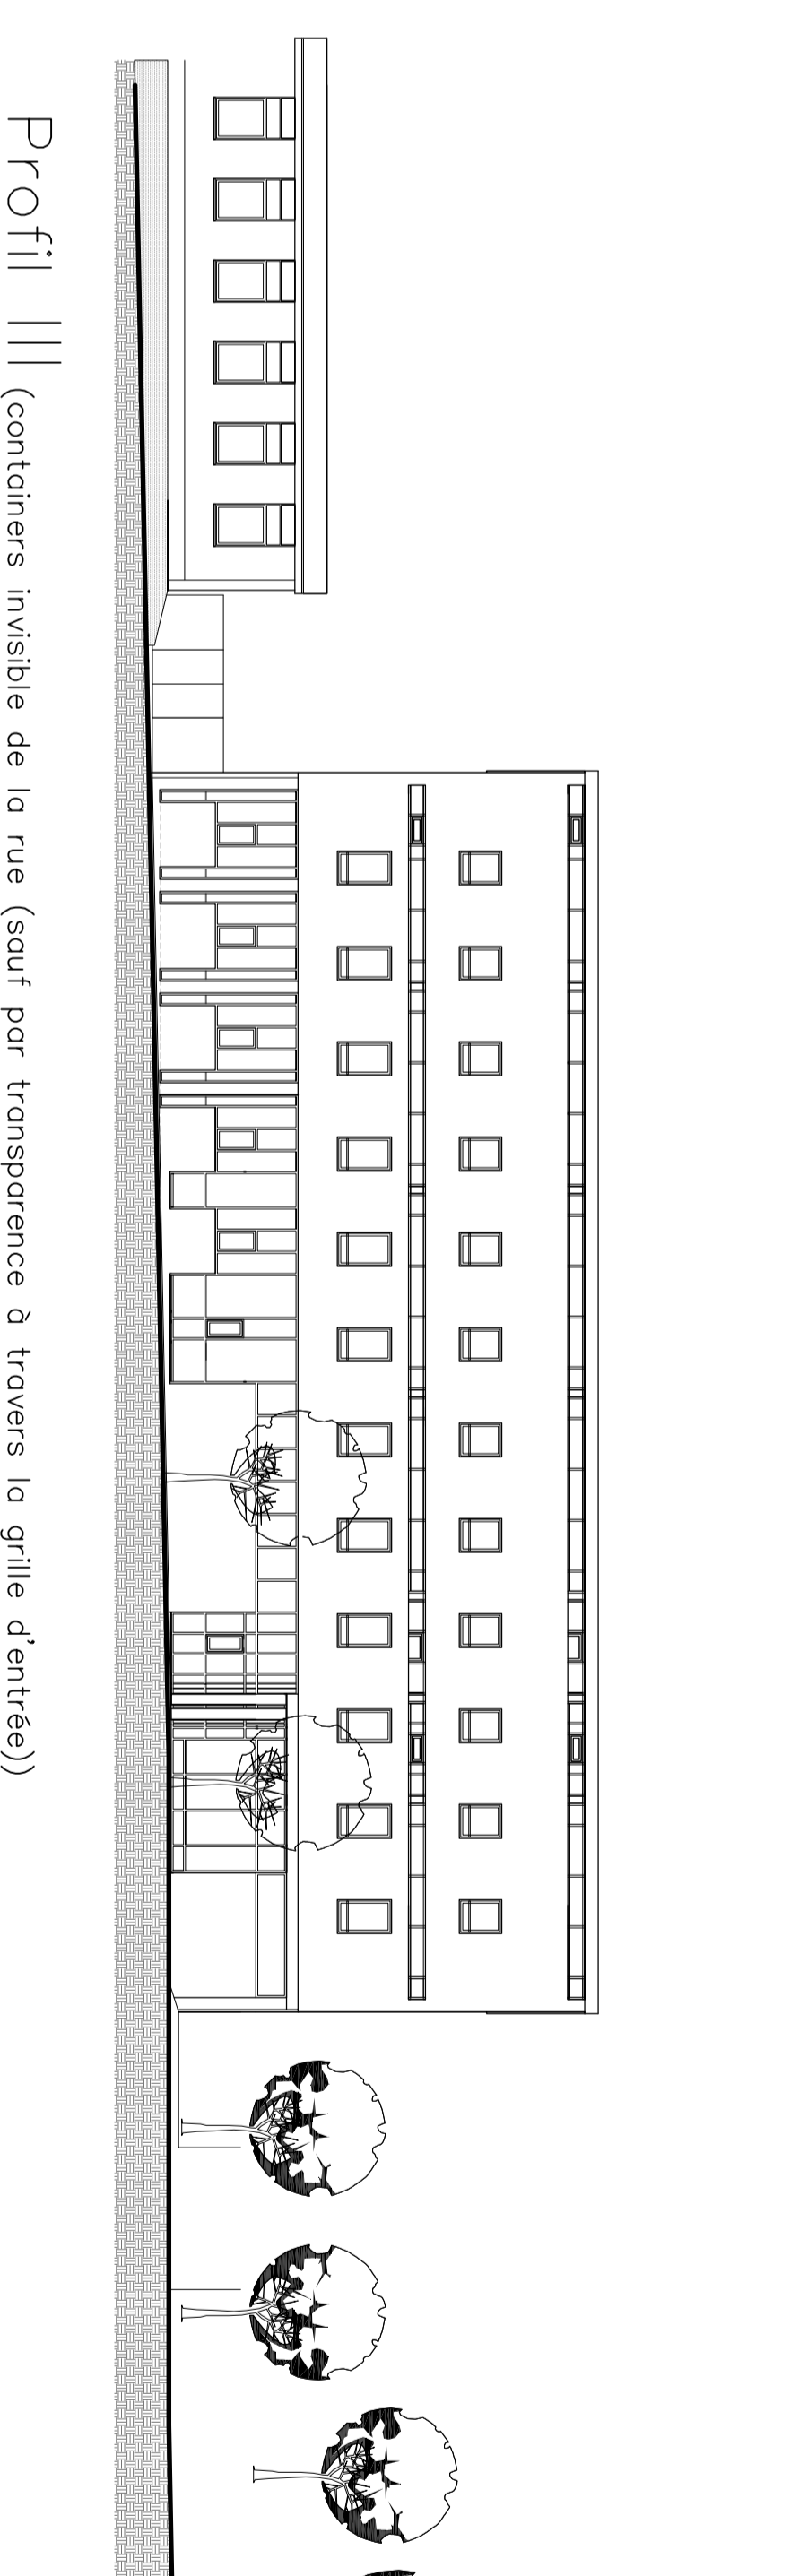 Profil III (containers invisible de la rue (sauf par transparence à travers la grille d'entrée))